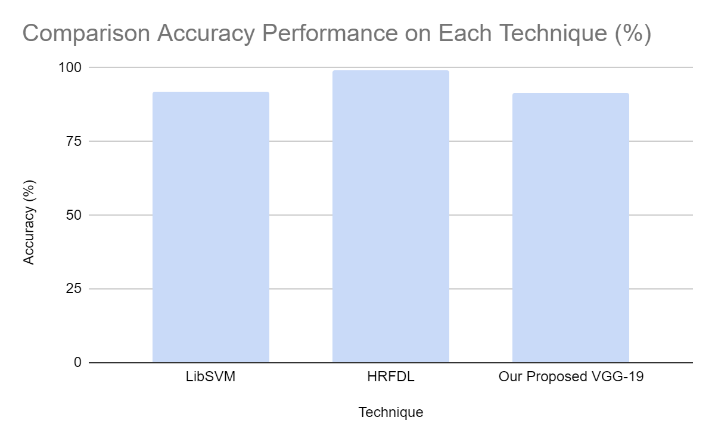 Comparison Accuracy Performance on Each Technique (%)
100
75
50
25
0
Accuracy (%)
LibSVM
HRFDL
Our Proposed VGG-19
Technique